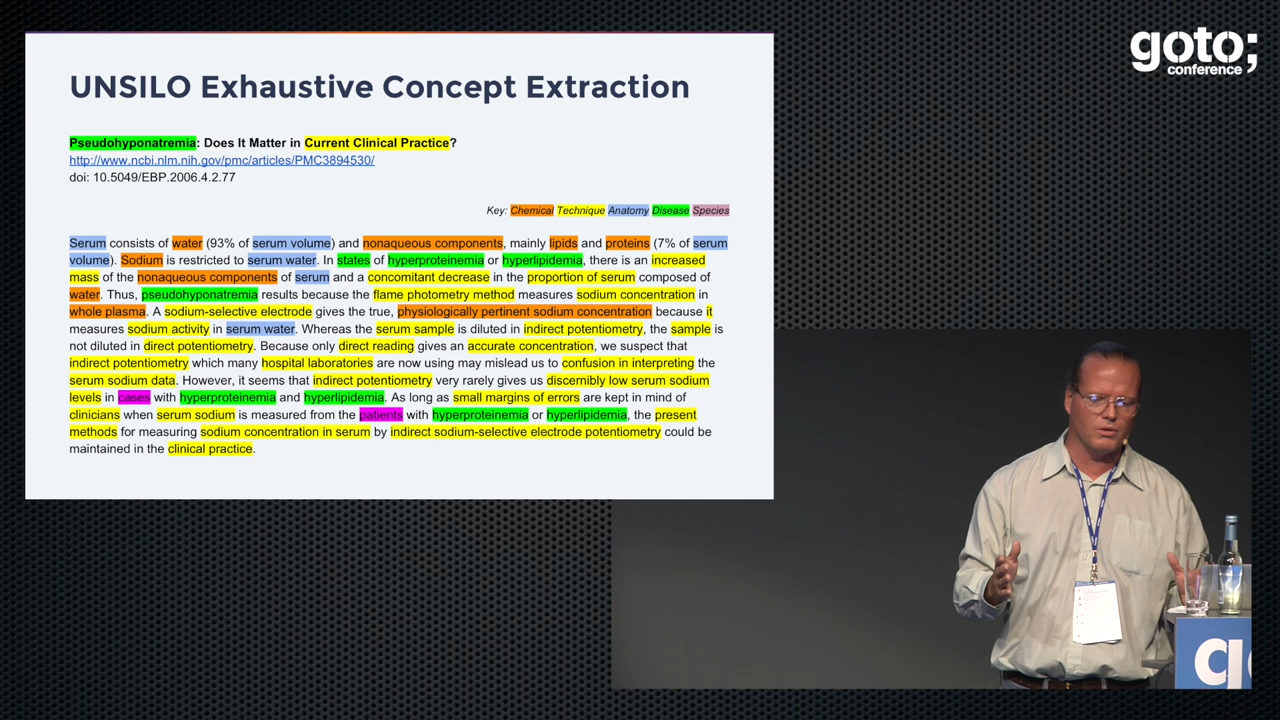 goto;
conference
UNSILO Exhaustive Concept Extraction
Pseudohyponatremia: Does It Matter in Current Clinical Practice?
http://www.ncbi.nlm.nih.gov/pmc/articles/PMC3894530/
doi: 10.5049/EBP.2006.4.2.77
Key: Chemical Technique Anatomy Disease Species
Serum consists of water (93% of serum volume) and nonaqueous components, mainly lipids and proteins (7% of serum
volume). Sodium is restricted to serum water. In states of hyperproteinemia or hyperlipidemia, there is an increased
mass of the nonaqueous components of serum and a concomitant decrease in the proportion of serum composed of
water. Thus, pseudohyponatremia results because the flame photometry method measures sodium concentration in
whole plasma. A sodium-selective electrode gives the true, physiologically pertinent sodium concentration because it
measures sodium activity in serum water. Whereas the serum sample is diluted in indirect potentiometry, the sample is
not diluted in direct potentiometry. Because only direct reading gives an accurate concentration, we suspect that
indirect potentiometry which many hospital laboratories are now using may mislead us to confusion in interpreting the
serum sodium data. However, it seems that indirect potentiometry very rarely gives us discernibly low serum sodium
levels in cases with hyperproteinemia and hyperlipidemia. As long as small margins of errors are kept in mind of
clinicians when serum sodium is measured from the patients with hyperproteinemia or hyperlipidemia, the present
methods for measuring sodium concentration in serum by indirect sodium-selective electrode potentiometry could be
maintained in the clinical practice.